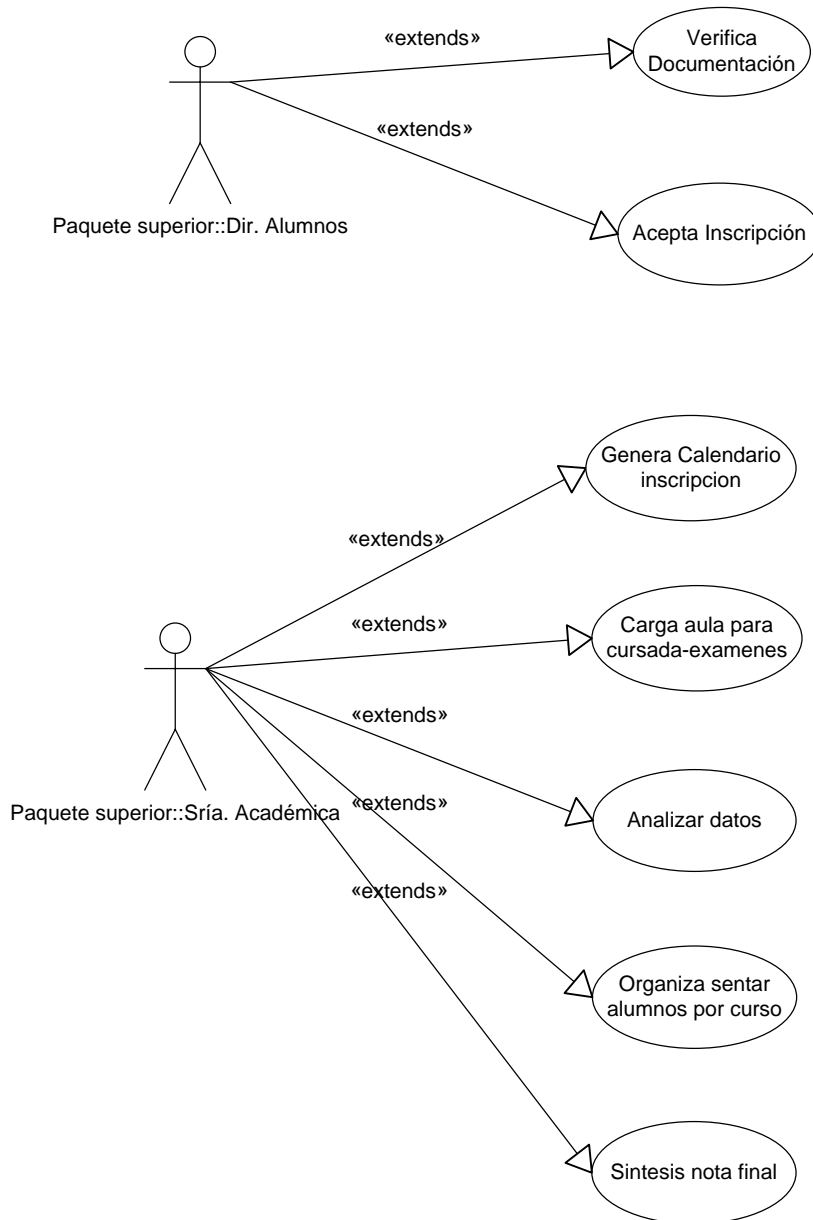 «extends»
Verifica
Documentación
«extends»
Paquete superior::Dir. Alumnos
Acepta Inscripción
Genera Calendario
inscripcion
«extends»
«extends»
Carga aula para
cursada-examenes
«extends»
Paquete superior::Sría. Académica
«extends»
Analizar datos
«extends»
Organiza sentar
alumnos por curso
Sintesis nota final